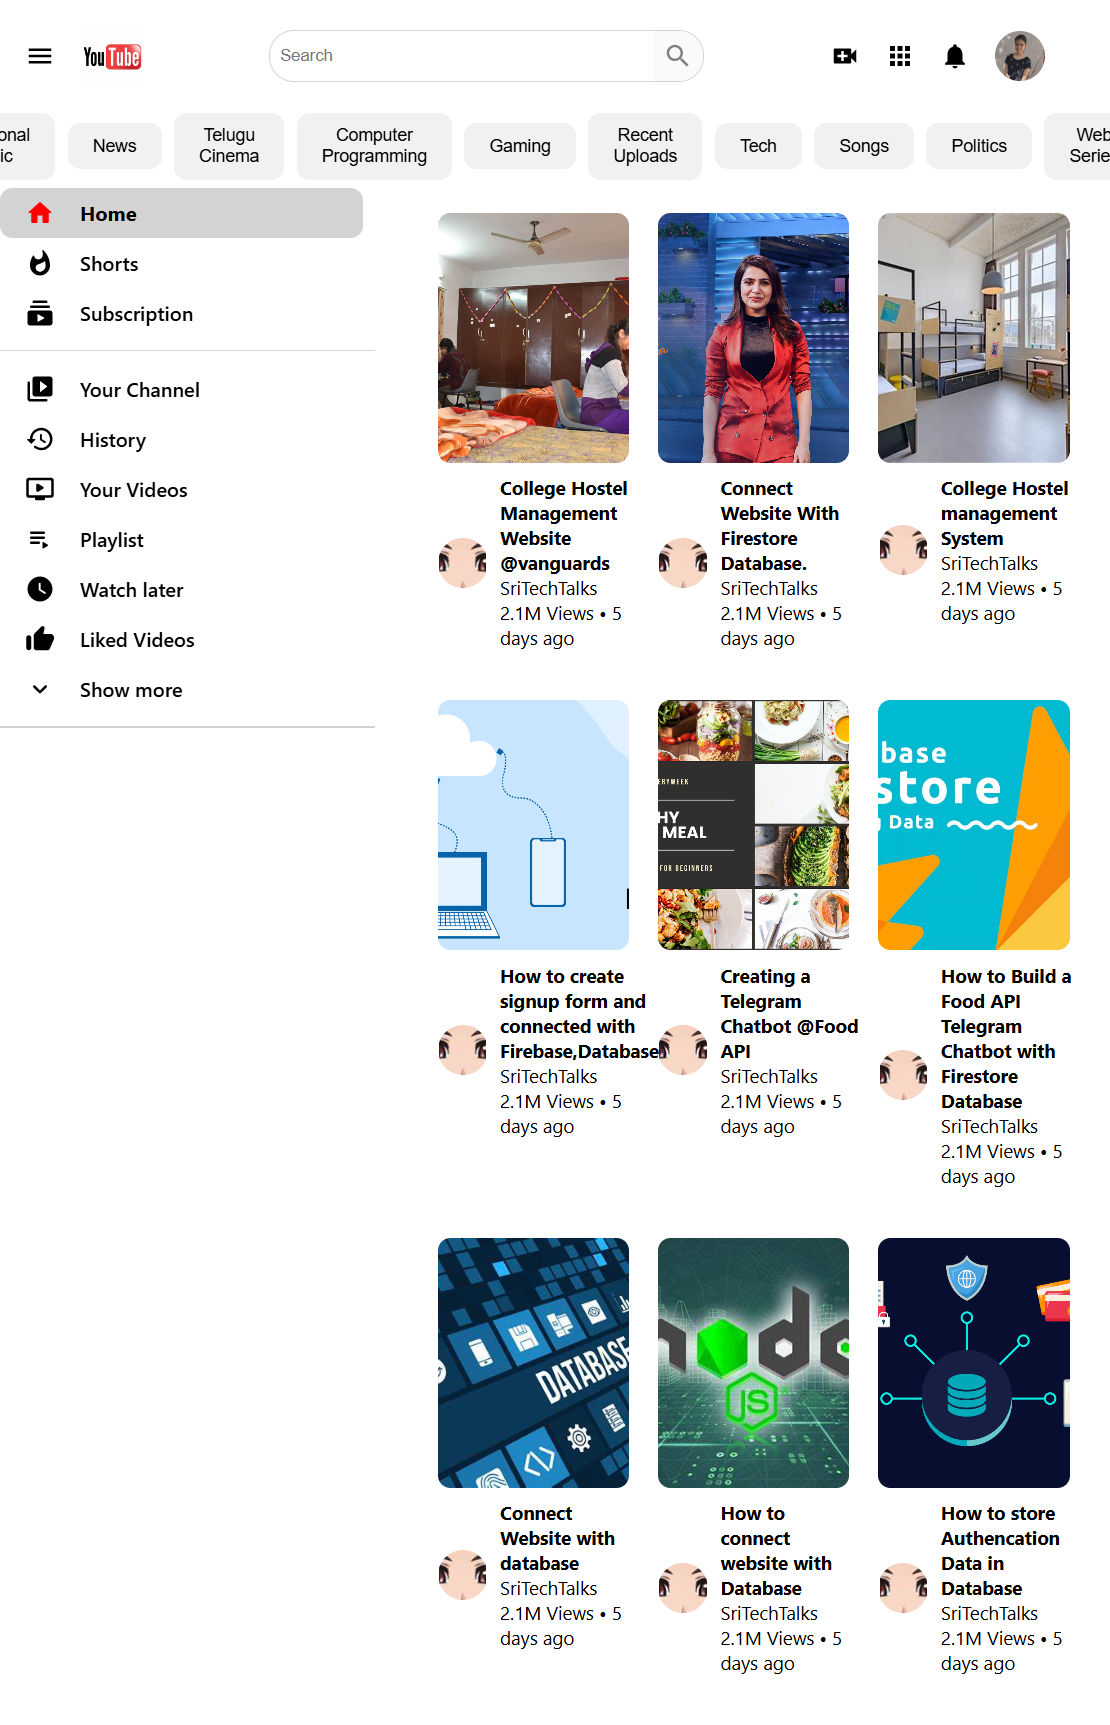 YouTube
Search
onal
ic
News
Telugu
Cinema
Computer
Programming
Gaming
Recent
Uploads
Tech
Songs
Politics
Web
Serie
Home
Shorts
Subscription
Your Channel
History
Your Videos
Playlist
Watch later
Liked Videos
Show more
College Hostel
Management
Website
@vanguards
SriTechTalks
2.1M Views • 5
days ago
Connect
Website With
Firestore
Database.
SriTechTalks
2.1M Views • 5
days ago
College Hostel
management
System
SriTechTalks
2.1M Views • 5
days ago
ERYWEEK
HY
MEAL
FOR BEGINNERS
base
store
g Data
How to create
signup form and
connected with
Firebase,Database
SriTechTalks
2.1M Views • 5
days ago
Creating a
Telegram
Chatbot @Food
API
SriTechTalks
2.1M Views • 5
days ago
How to Build a
Food API
Telegram
Chatbot with
Firestore
Database
SriTechTalks
2.1M Views • 5
days ago
DATABASE
node
JS
Connect
Website with
database
SriTechTalks
2.1M Views • 5
days ago
How to
connect
website with
Database
SriTechTalks
2.1M Views • 5
days ago
How to store
Authencation
Data in
Database
SriTechTalks
2.1M Views • 5
days ago